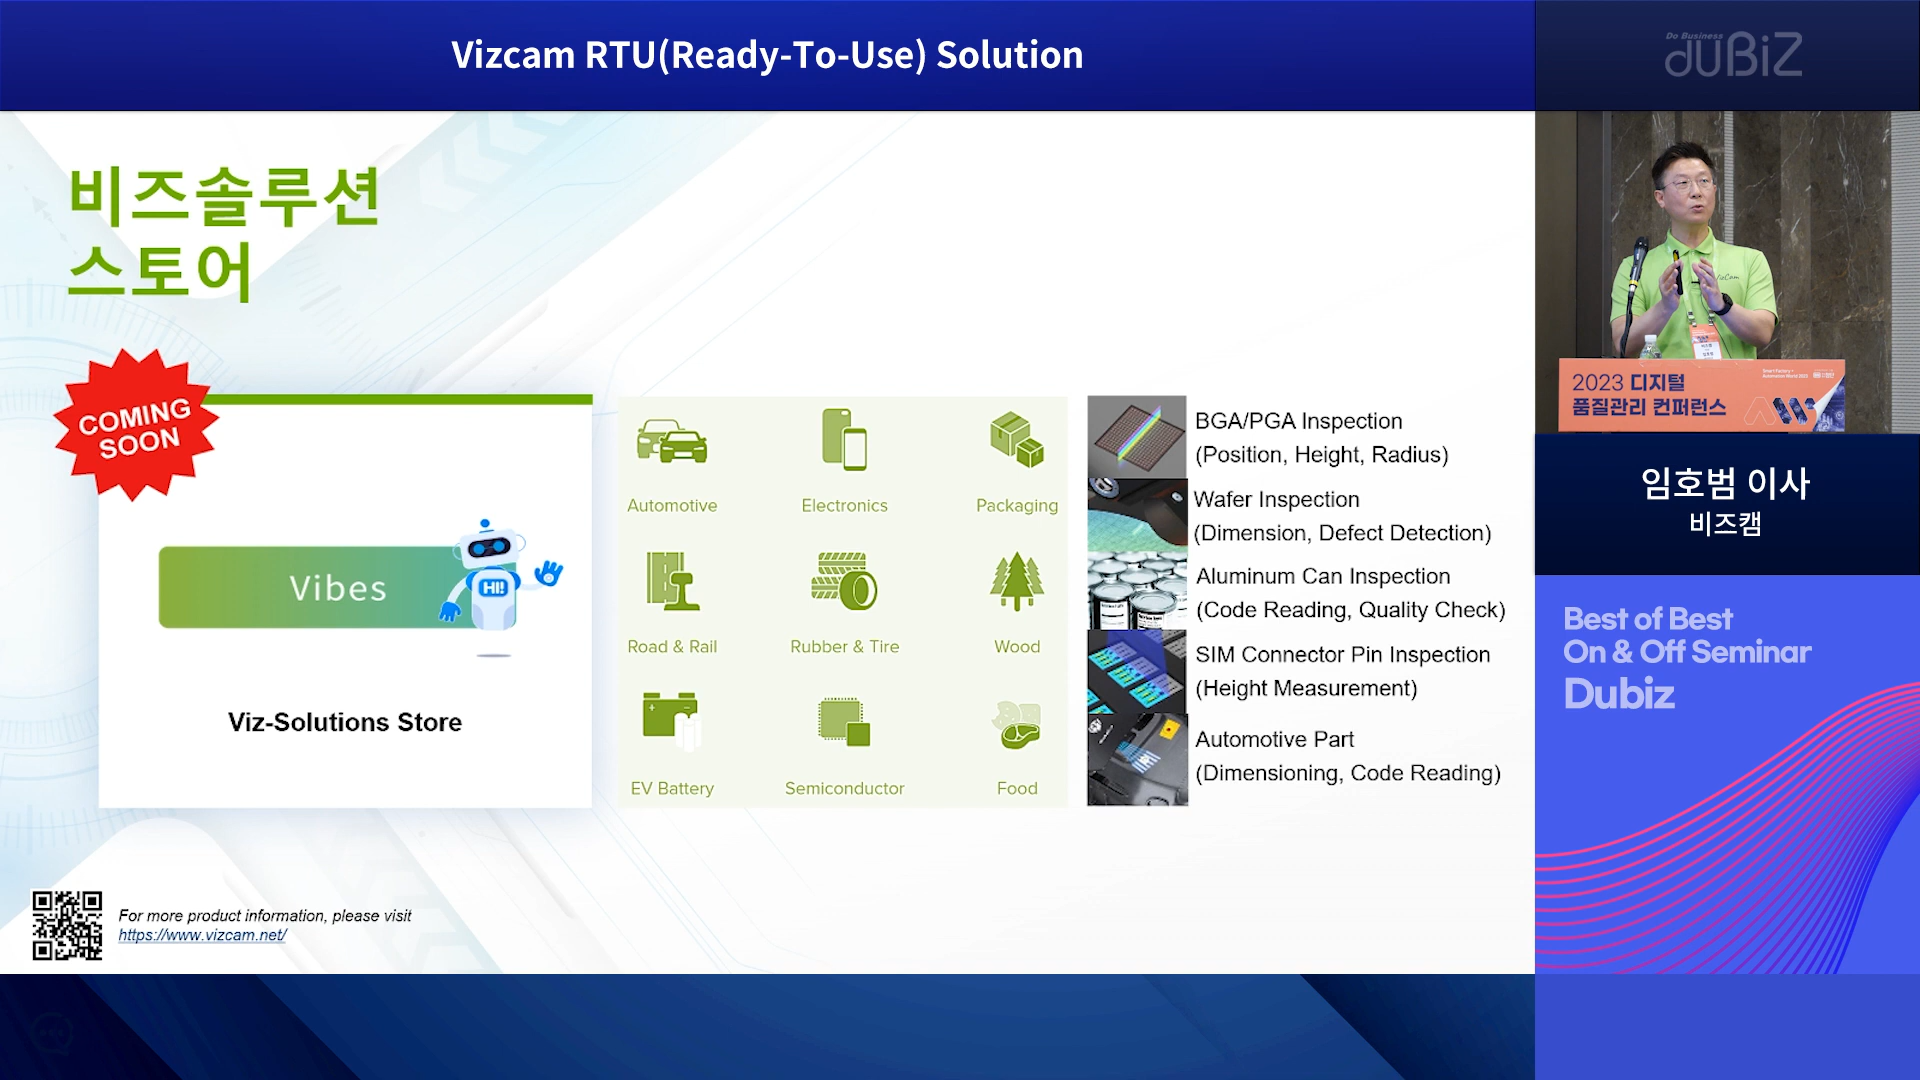 Vizcam RTU(Ready-To-Use) Solution
Do Business
duBiZ
비즈솔루션
스토어
COMING
SOON
Vibes
HI!
Viz-Solutions Store
Automotive
Electronics
Packaging
Road & Rail
Rubber & Tire
Wood
EV Battery
Semiconductor
Food
BGA/PGA Inspection
(Position, Height, Radius)
Wafer Inspection
(Dimension, Defect Detection)
Aluminum Can Inspection
(Code Reading, Quality Check)
SIM Connector Pin Inspection
(Height Measurement)
Automotive Part
(Dimensioning, Code Reading)
For more product information, please visit
https://www.vizcam.net/
VizCam
2023 디지털
품질관리 컨퍼런스
임호범 이사
비즈캠
Best of Best
On & Off Seminar
Dubiz